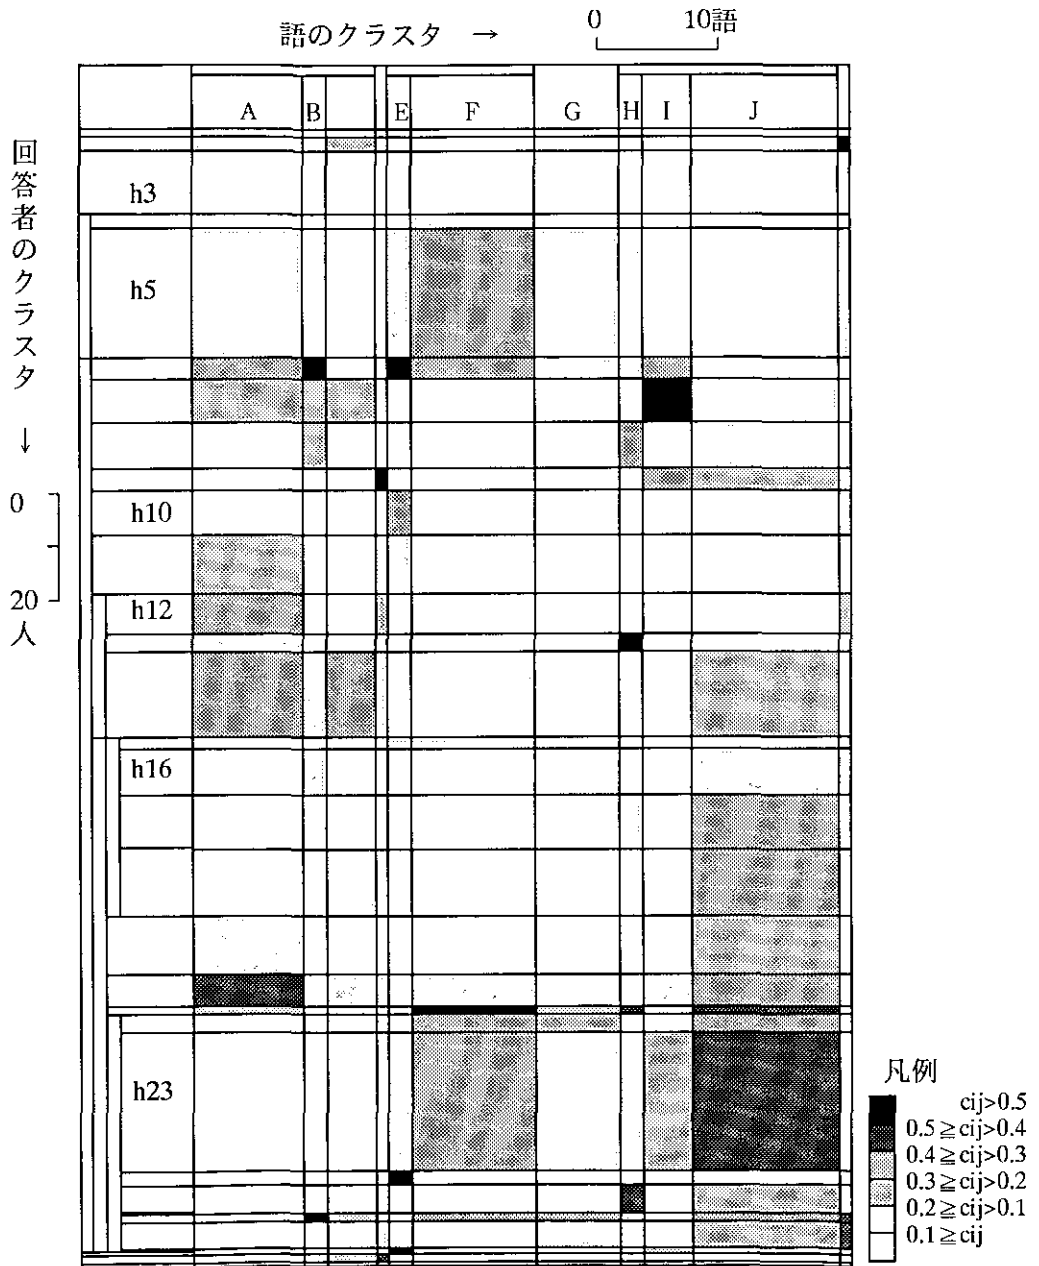 語のクラスタ →
0 10語
A B E F G H I J
回答者のクラスタ →
h3
h5
0
h10
20
人
h12
h16
h23
凡例
cij>0.5
0.5≧cij>0.4
0.4≧cij>0.3
0.3≧cij>0.2
0.2≧cij>0.1
0.1≧cij